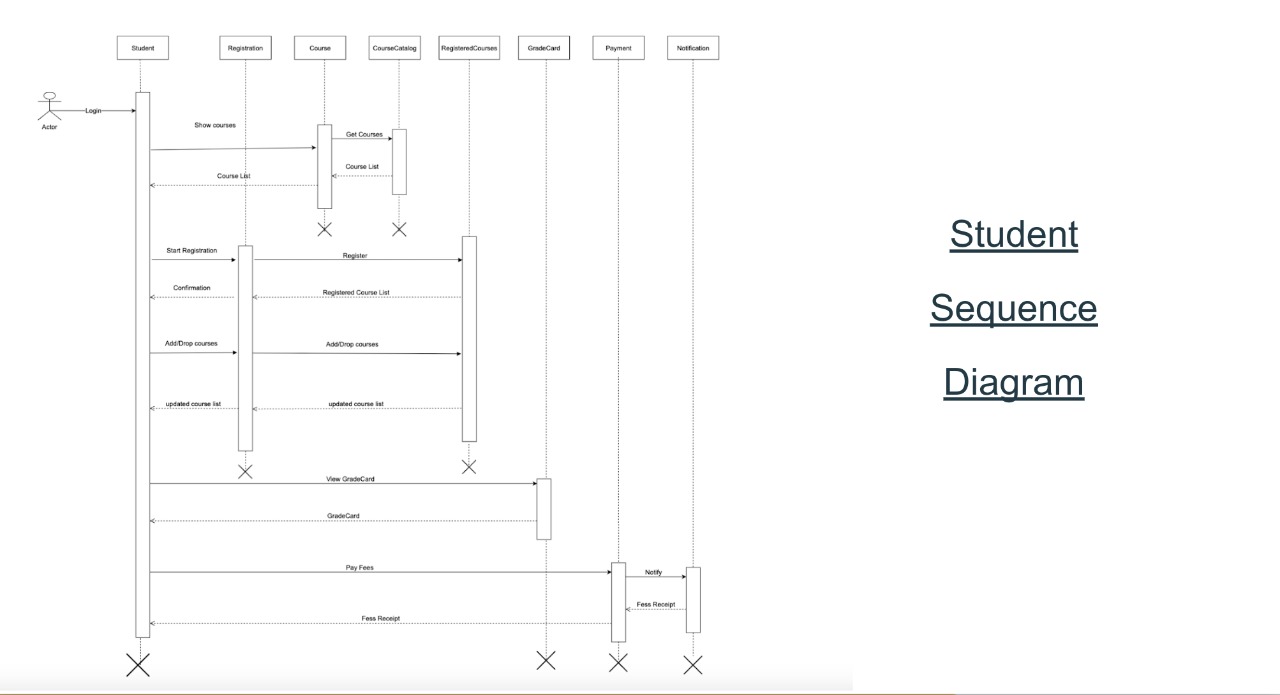 Student
Registration
Course
CourseCatalog
RegisteredCourses
GradeCard
Payment
Notification
Login
Actor
Show courses
Get Courses
Course List
Course List
Start Registration
Register
Confirmation
Registered Course List
Add/Drop courses
Add/Drop courses
updated course list
updated course list
View GradeCard
GradeCard
Pay Fees
Notify
Fess Receipt
Fess Receipt
Student
Sequence
Diagram